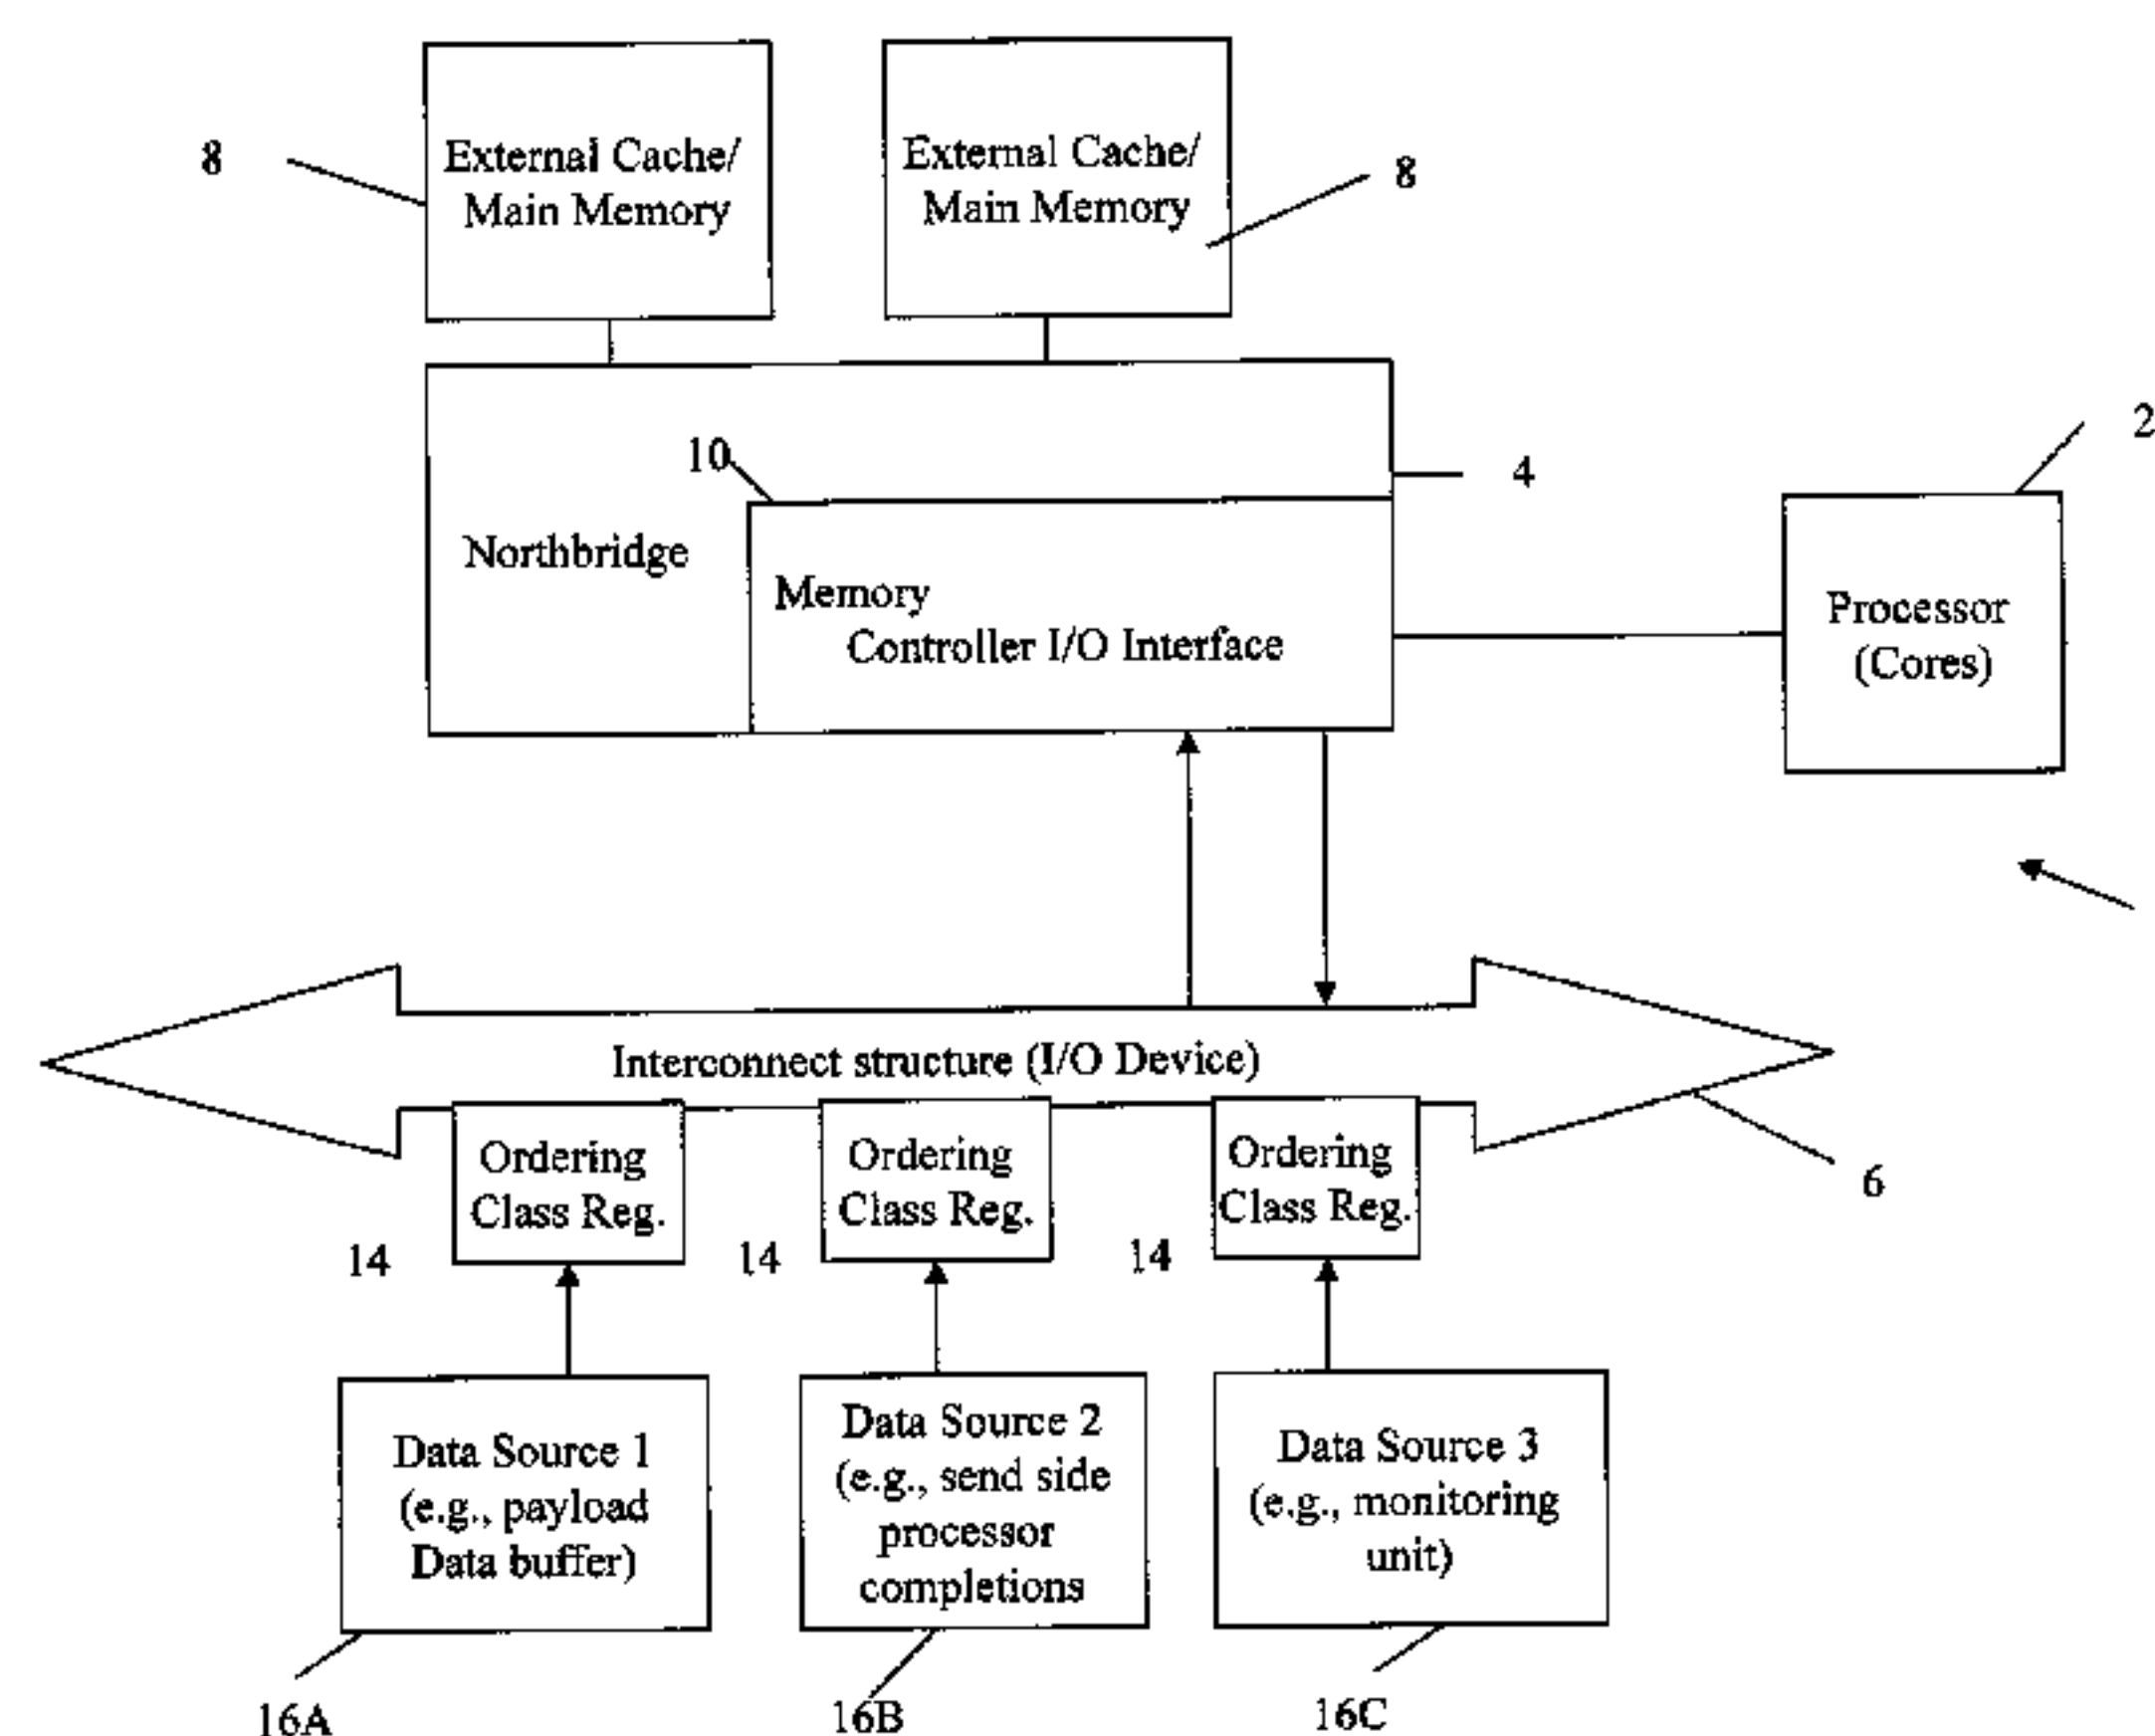 External Cache/
Main Memory
External Cache/
Main Memory
8
8
10
4
2
Northbridge
Memory
Controller I/O Interface
Processor
(Cores)
Interconnect structure (I/O Device)
Ordering
Class Reg.
Ordering
Class Reg.
Ordering
Class Reg.
6
14
14
14
Data Source 1
(e.g., payload
Data buffer)
Data Source 2
(e.g., send side
processor
completions
Data Source 3
(e.g., monitoring
unit)
16A
16B
16C